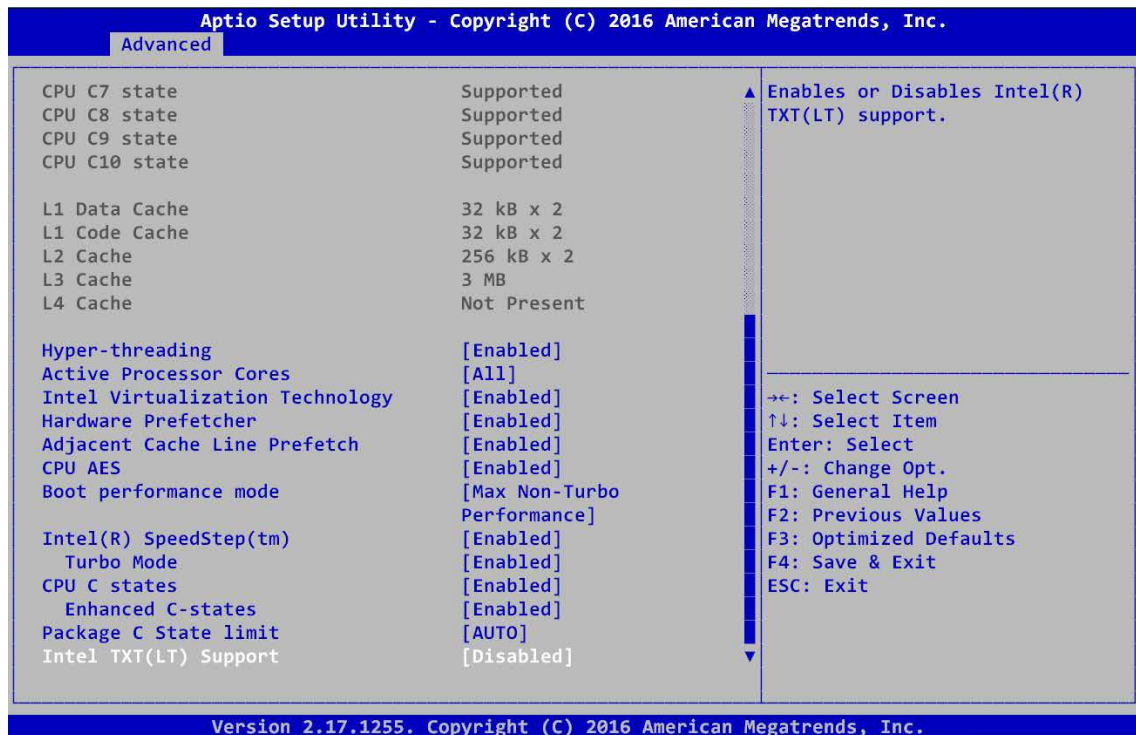 Aptio Setup Utility - Copyright (C) 2016 American Megatrends, Inc.
Advanced
CPU C7 state Supported
CPU C8 state Supported
CPU C9 state Supported
CPU C10 state Supported
L1 Data Cache 32 kB x 2
L1 Code Cache 32 kB x 2
L2 Cache 256 kB x 2
L3 Cache 3 MB
L4 Cache Not Present
Hyper-threading [Enabled]
Active Processor Cores [All]
Intel Virtualization Technology [Enabled]
Hardware Prefetcher [Enabled]
Adjacent Cache Line Prefetch [Enabled]
CPU AES [Enabled]
Boot performance mode [Max Non-Turbo
Performance]
Intel(R) SpeedStep(tm) [Enabled]
Turbo Mode [Enabled]
CPU C states [Enabled]
Enhanced C-states [Enabled]
Package C State limit [AUTO]
Intel TXT(LT) Support [Disabled]
Enables or Disables Intel(R)
TXT(LT) support.
→←: Select Screen
↑↓: Select Item
Enter: Select
+/-: Change Opt.
F1: General Help
F2: Previous Values
F3: Optimized Defaults
F4: Save & Exit
ESC: Exit
Version 2.17.1255. Copyright (C) 2016 American Megatrends, Inc.